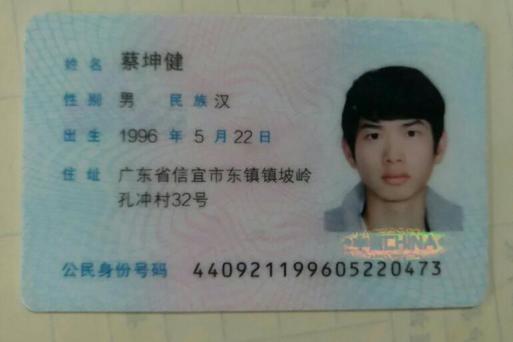 姓名 蔡坤健
性别 男 民族 汉
出生 1996 年 5 月 22 日
住址 广东省信宜市东镇镇坡岭
孔冲村32号
中国CHINA
公民身份号码 440921199605220473